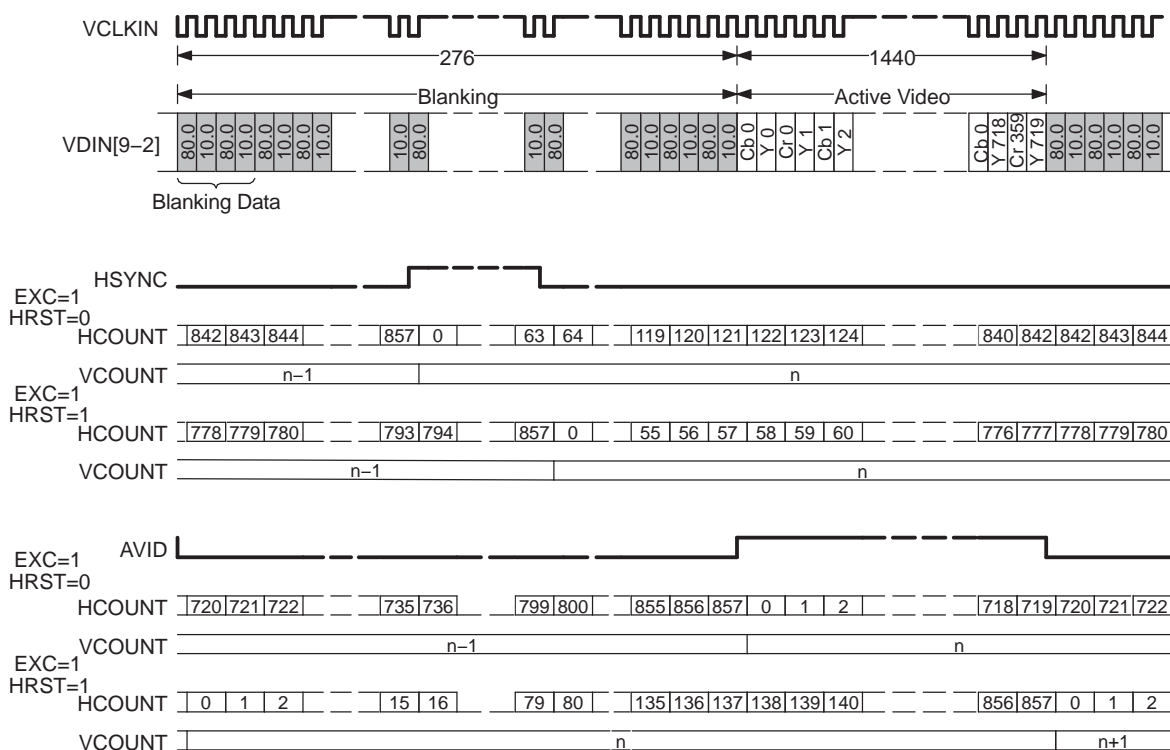 VCLKIN
276 1440
Blanking Active Video
VDIN[9–2] 80.0 10.0 80.0 10.0 80.0 10.0 80.0 10.0 10.0 80.0 10.0 80.0 80.0 10.0 80.0 10.0 80.0 10.0 Cb 0 Y 0 Cr 0 Y 1 Cb 1 Y 2 Cb 0 Y 718 Cr 359 Y 719 80.0 10.0 80.0 10.0 80.0 10.0
Blanking Data
HSYNC
EXC=1
HRST=0
HCOUNT 842 843 844 857 0 63 64 119 120 121 122 123 124 840 842 842 843 844
VCOUNT n–1 n
EXC=1
HRST=1
HCOUNT 778 779 780 793 794 857 0 55 56 57 58 59 60 776 777 778 779 780
VCOUNT n–1 n
AVID
EXC=1
HRST=0
HCOUNT 720 721 722 735 736 799 800 855 856 857 0 1 2 718 719 720 721 722
VCOUNT n–1 n
EXC=1
HRST=1
HCOUNT 0 1 2 15 16 79 80 135 136 137 138 139 140 856 857 0 1 2
VCOUNT n n+1